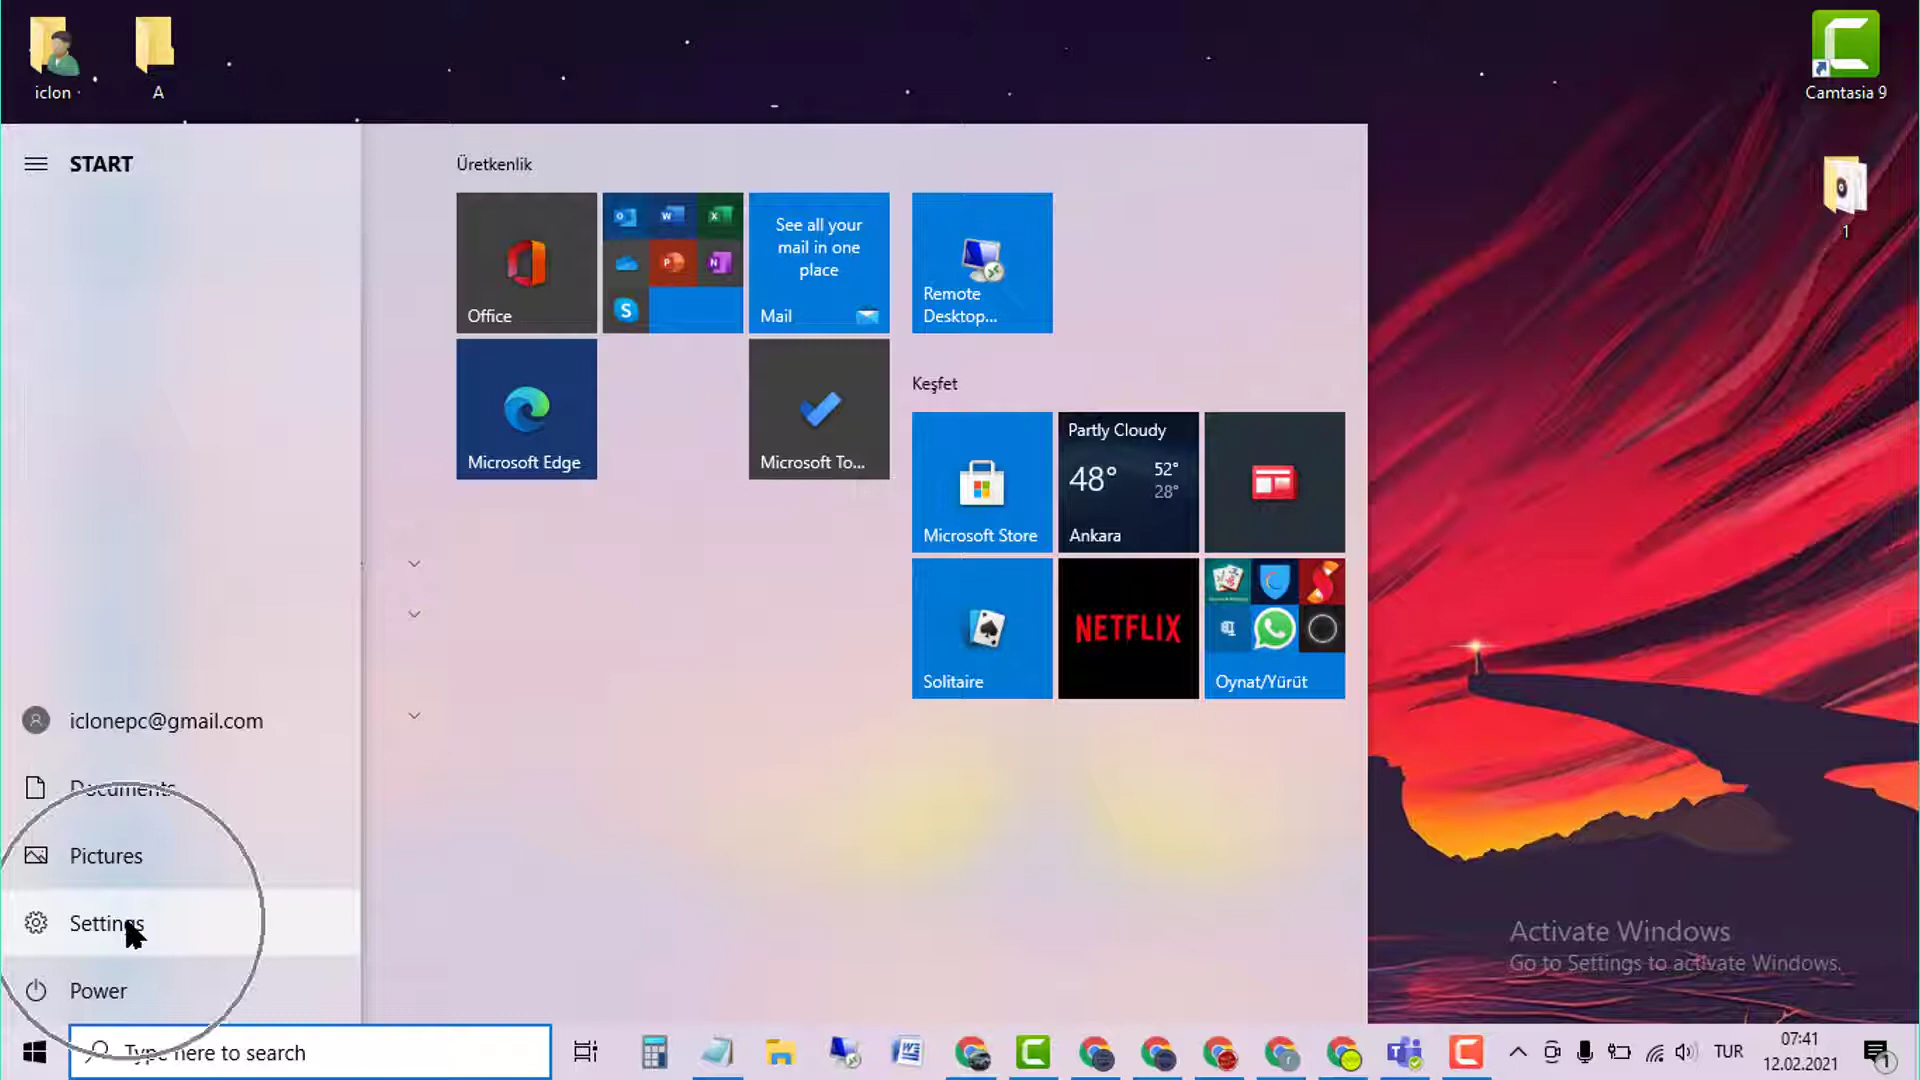 iclon
A
Camtasia 9
1
START
Üretkenlik
Office
See all your
mail in one
place
Mail
Remote
Desktop...
Microsoft Edge
Microsoft To...
Keşfet
Microsoft Store
Partly Cloudy
48°
52°
28°
Ankara
Solitaire
NETFLIX
Oynat/Yürüt
iclonepc@gmail.com
Documents
Pictures
Settings
Power
Activate Windows
Go to Settings to activate Windows.
Type here to search
TUR
07:41
12.02.2021
1